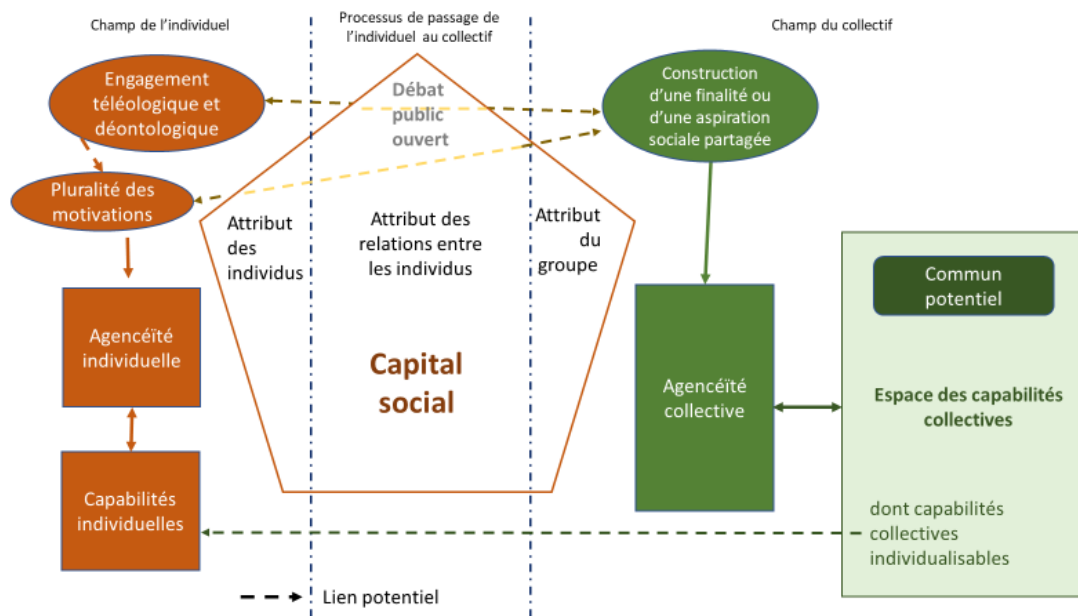 Champ de l'individuel
Processus de passage de
l'individuel au collectif
Champ du collectif
Engagement
téléologique et
déontologique
Débat
public
ouvert
Construction
d'une finalité ou
d'une aspiration
sociale partagée
Pluralité des
motivations
Attribut
des
individus
Attribut des
relations entre
les individus
Attribut
du
groupe
Commun
potentiel
Agencéïté
individuelle
Capital
social
Agencéïté
collective
Espace des capabilités
collectives
Capabilités
individuelles
dont capabilités
collectives
individualisables
Lien potentiel